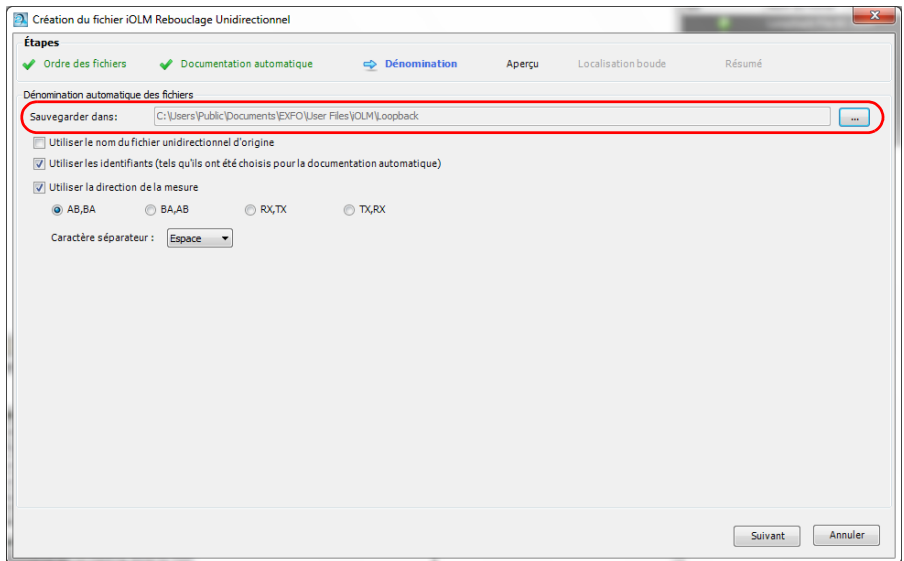 Création du fichier iOLM Rebouclage Unidirectionnel
Étapes
Ordre des fichiers Documentation automatique Dénomination Aperçu Localisation boude Résumé
Dénomination automatique des fichiers
Sauvegarder dans: C:\Users\Public\Documents\EXFO\User Files\iOLM\Loopback ...
Utiliser le nom du fichier unidirectionnel d'origine
Utiliser les identifiants (tels qu'ils ont été choisis pour la documentation automatique)
Utiliser la direction de la mesure
AB,BA BA,AB RX,TX TX,RX
Caractère séparateur : Espace
Suivant Annuler